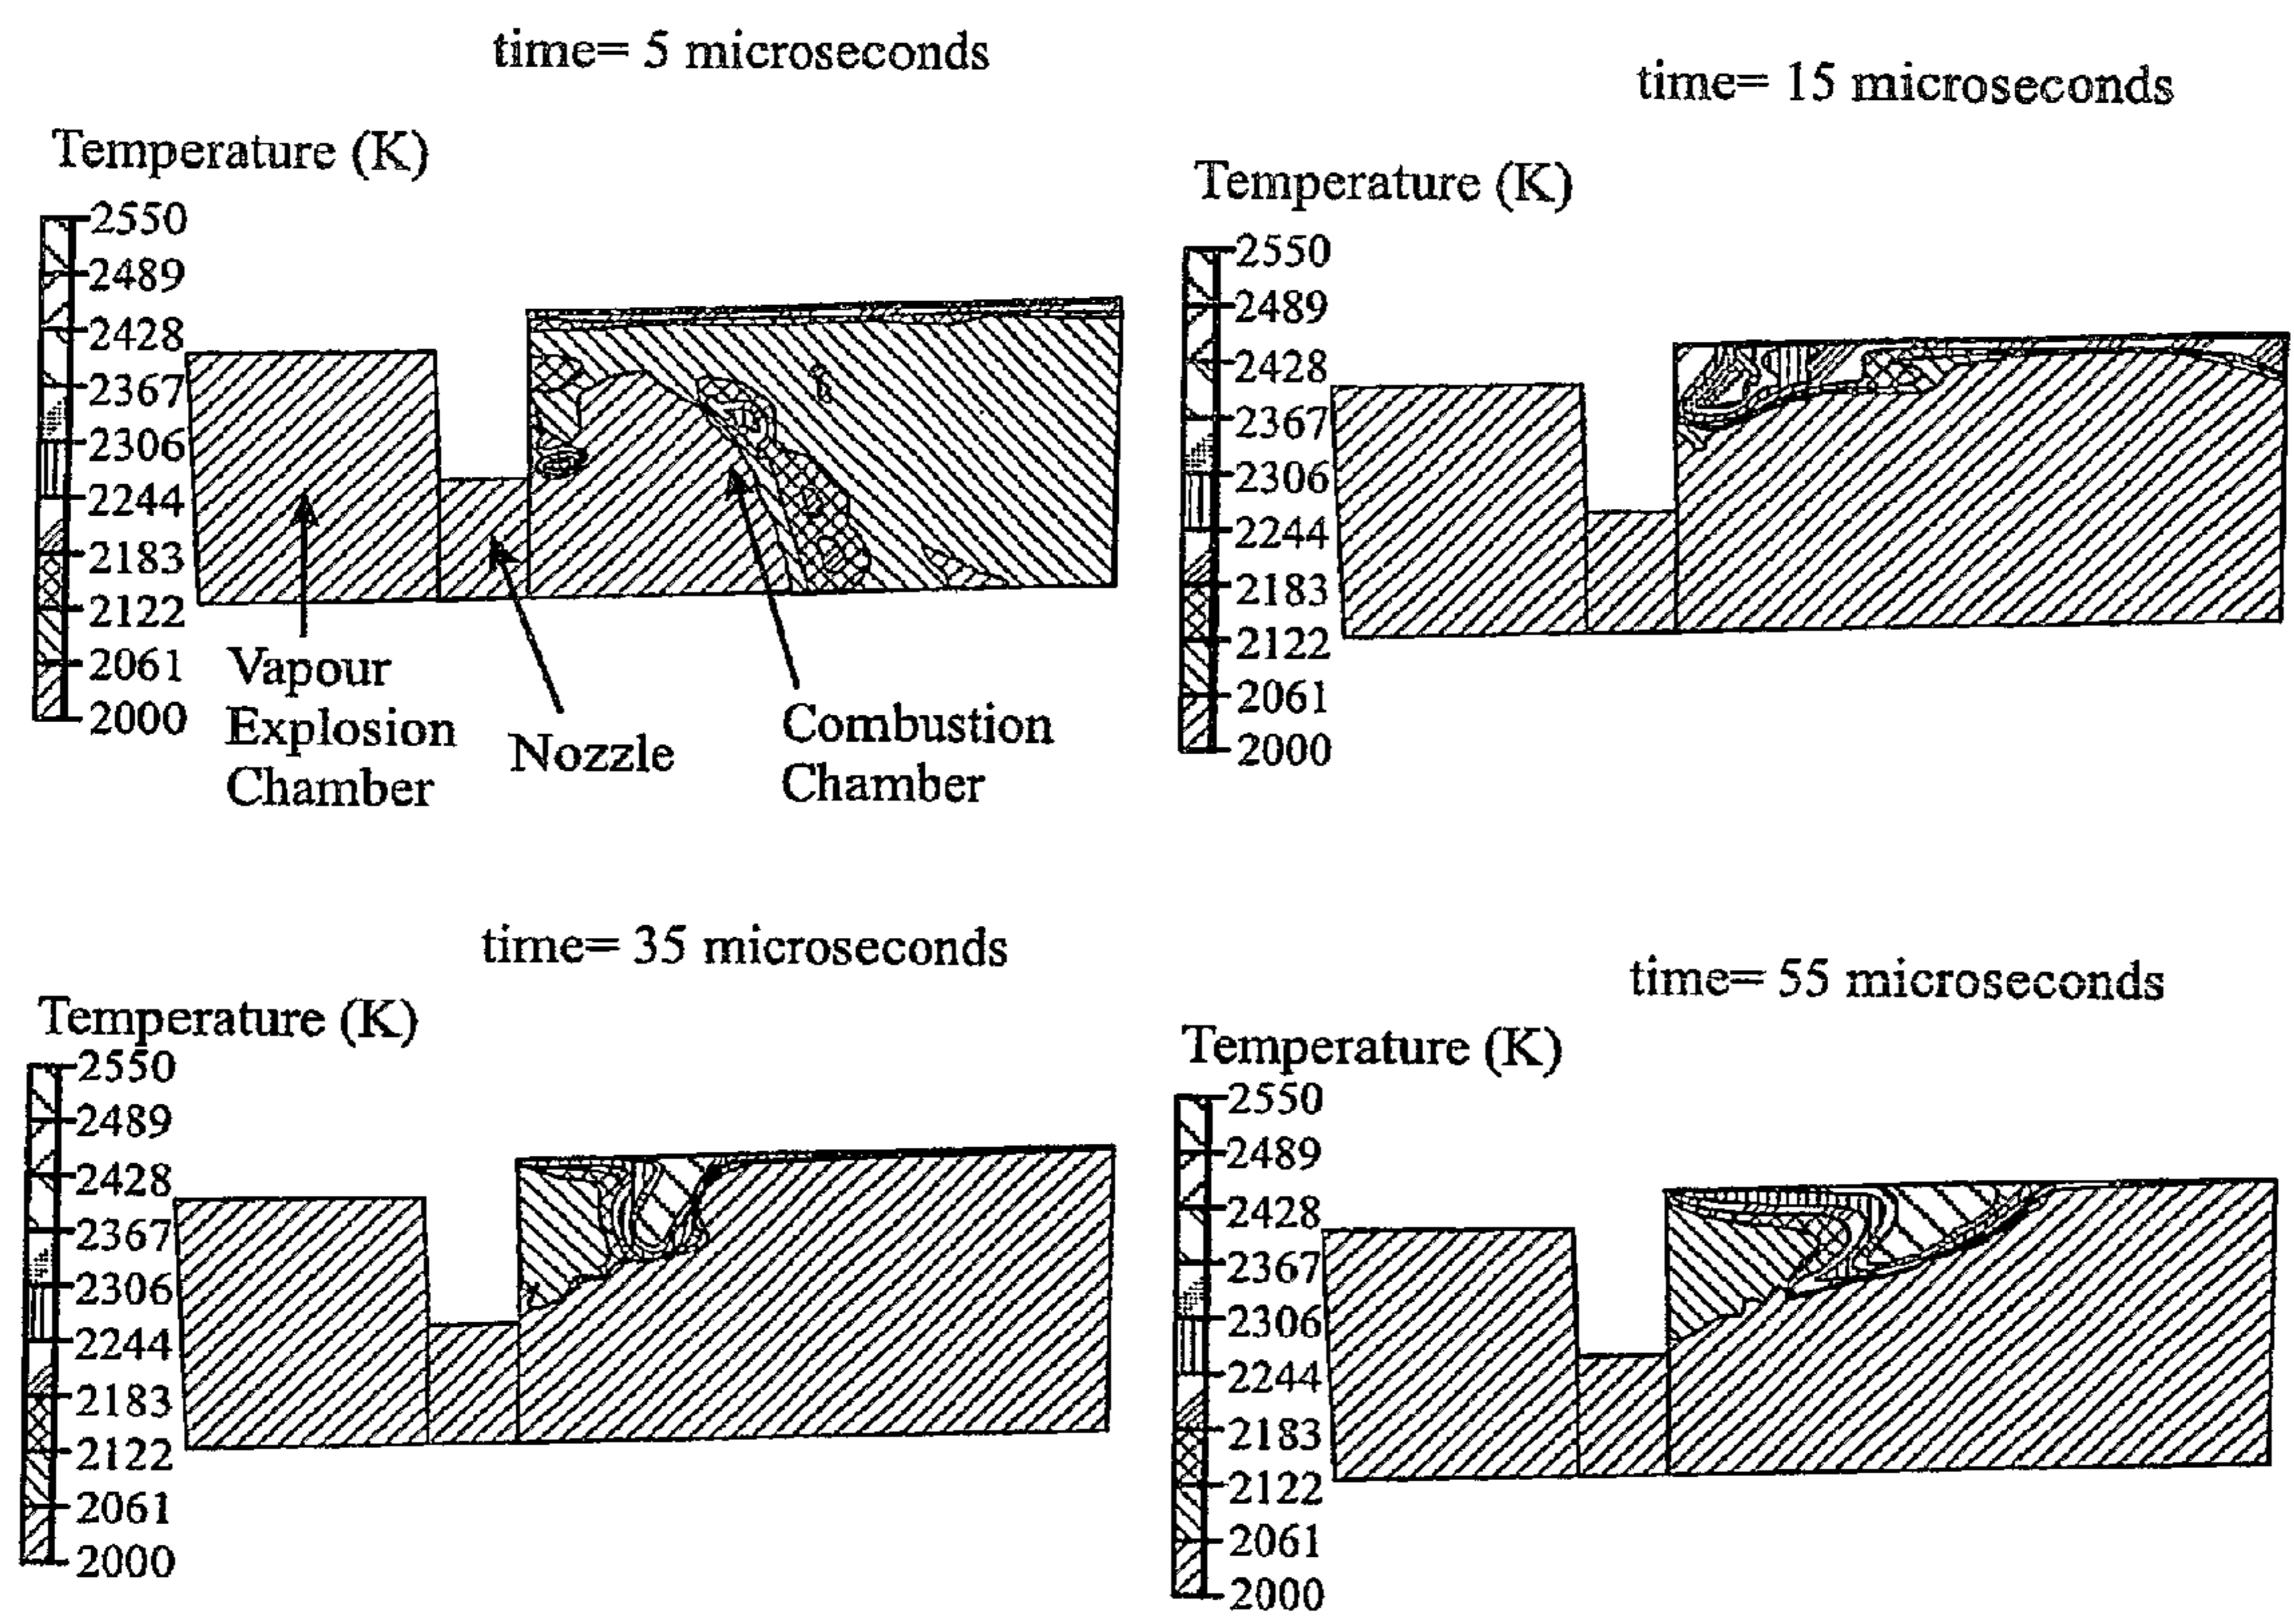 time= 5 microseconds
Temperature (K)
2550
2489
2428
2367
2306
2244
2183
2122
2061
2000
Vapour
Explosion
Chamber
Nozzle
Combustion
Chamber
time= 15 microseconds
Temperature (K)
2550
2489
2428
2367
2306
2244
2183
2122
2061
2000
time= 35 microseconds
Temperature (K)
2550
2489
2428
2367
2306
2244
2183
2122
2061
2000
time= 55 microseconds
Temperature (K)
2550
2489
2428
2367
2306
2244
2183
2122
2061
2000